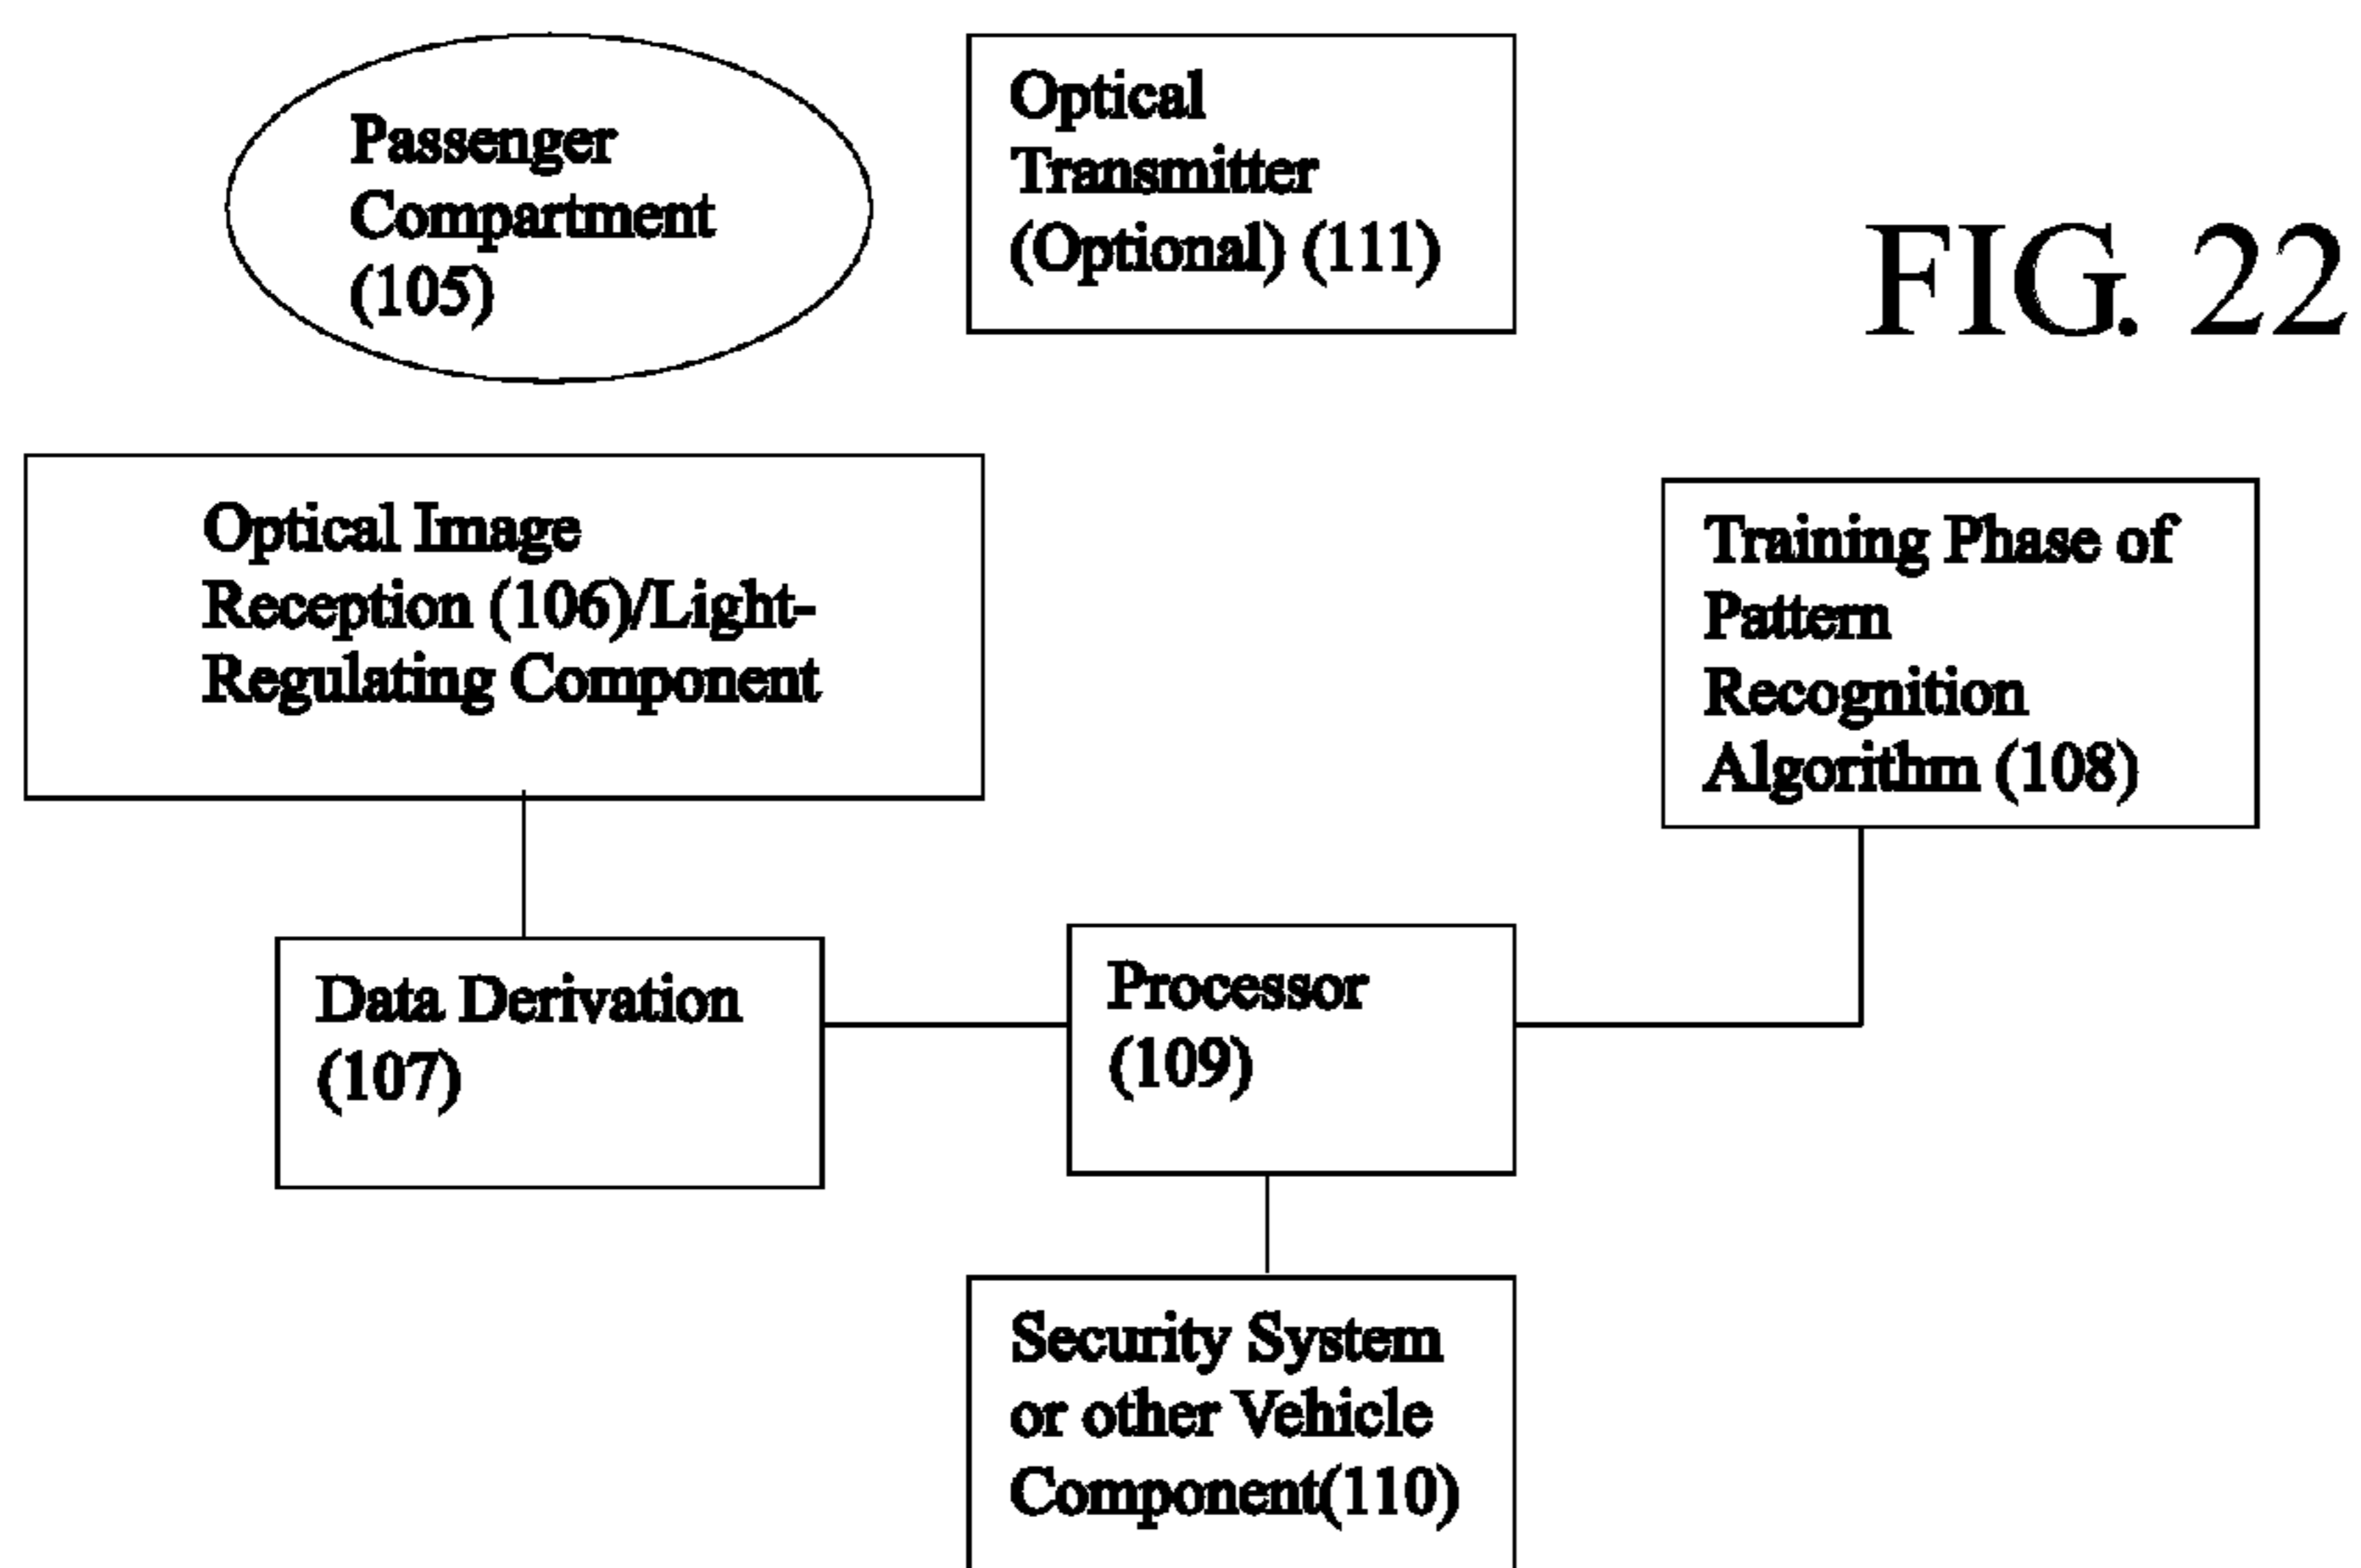 Passenger
Compartment
(105)
Optical
Transmitter
(Optional) (111)
FIG. 22
Optical Image
Reception (106)/Light-
Regulating Component
Training Phase of
Pattern
Recognition
Algorithm (108)
Data Derivation
(107)
Processor
(109)
Security System
or other Vehicle
Component(110)